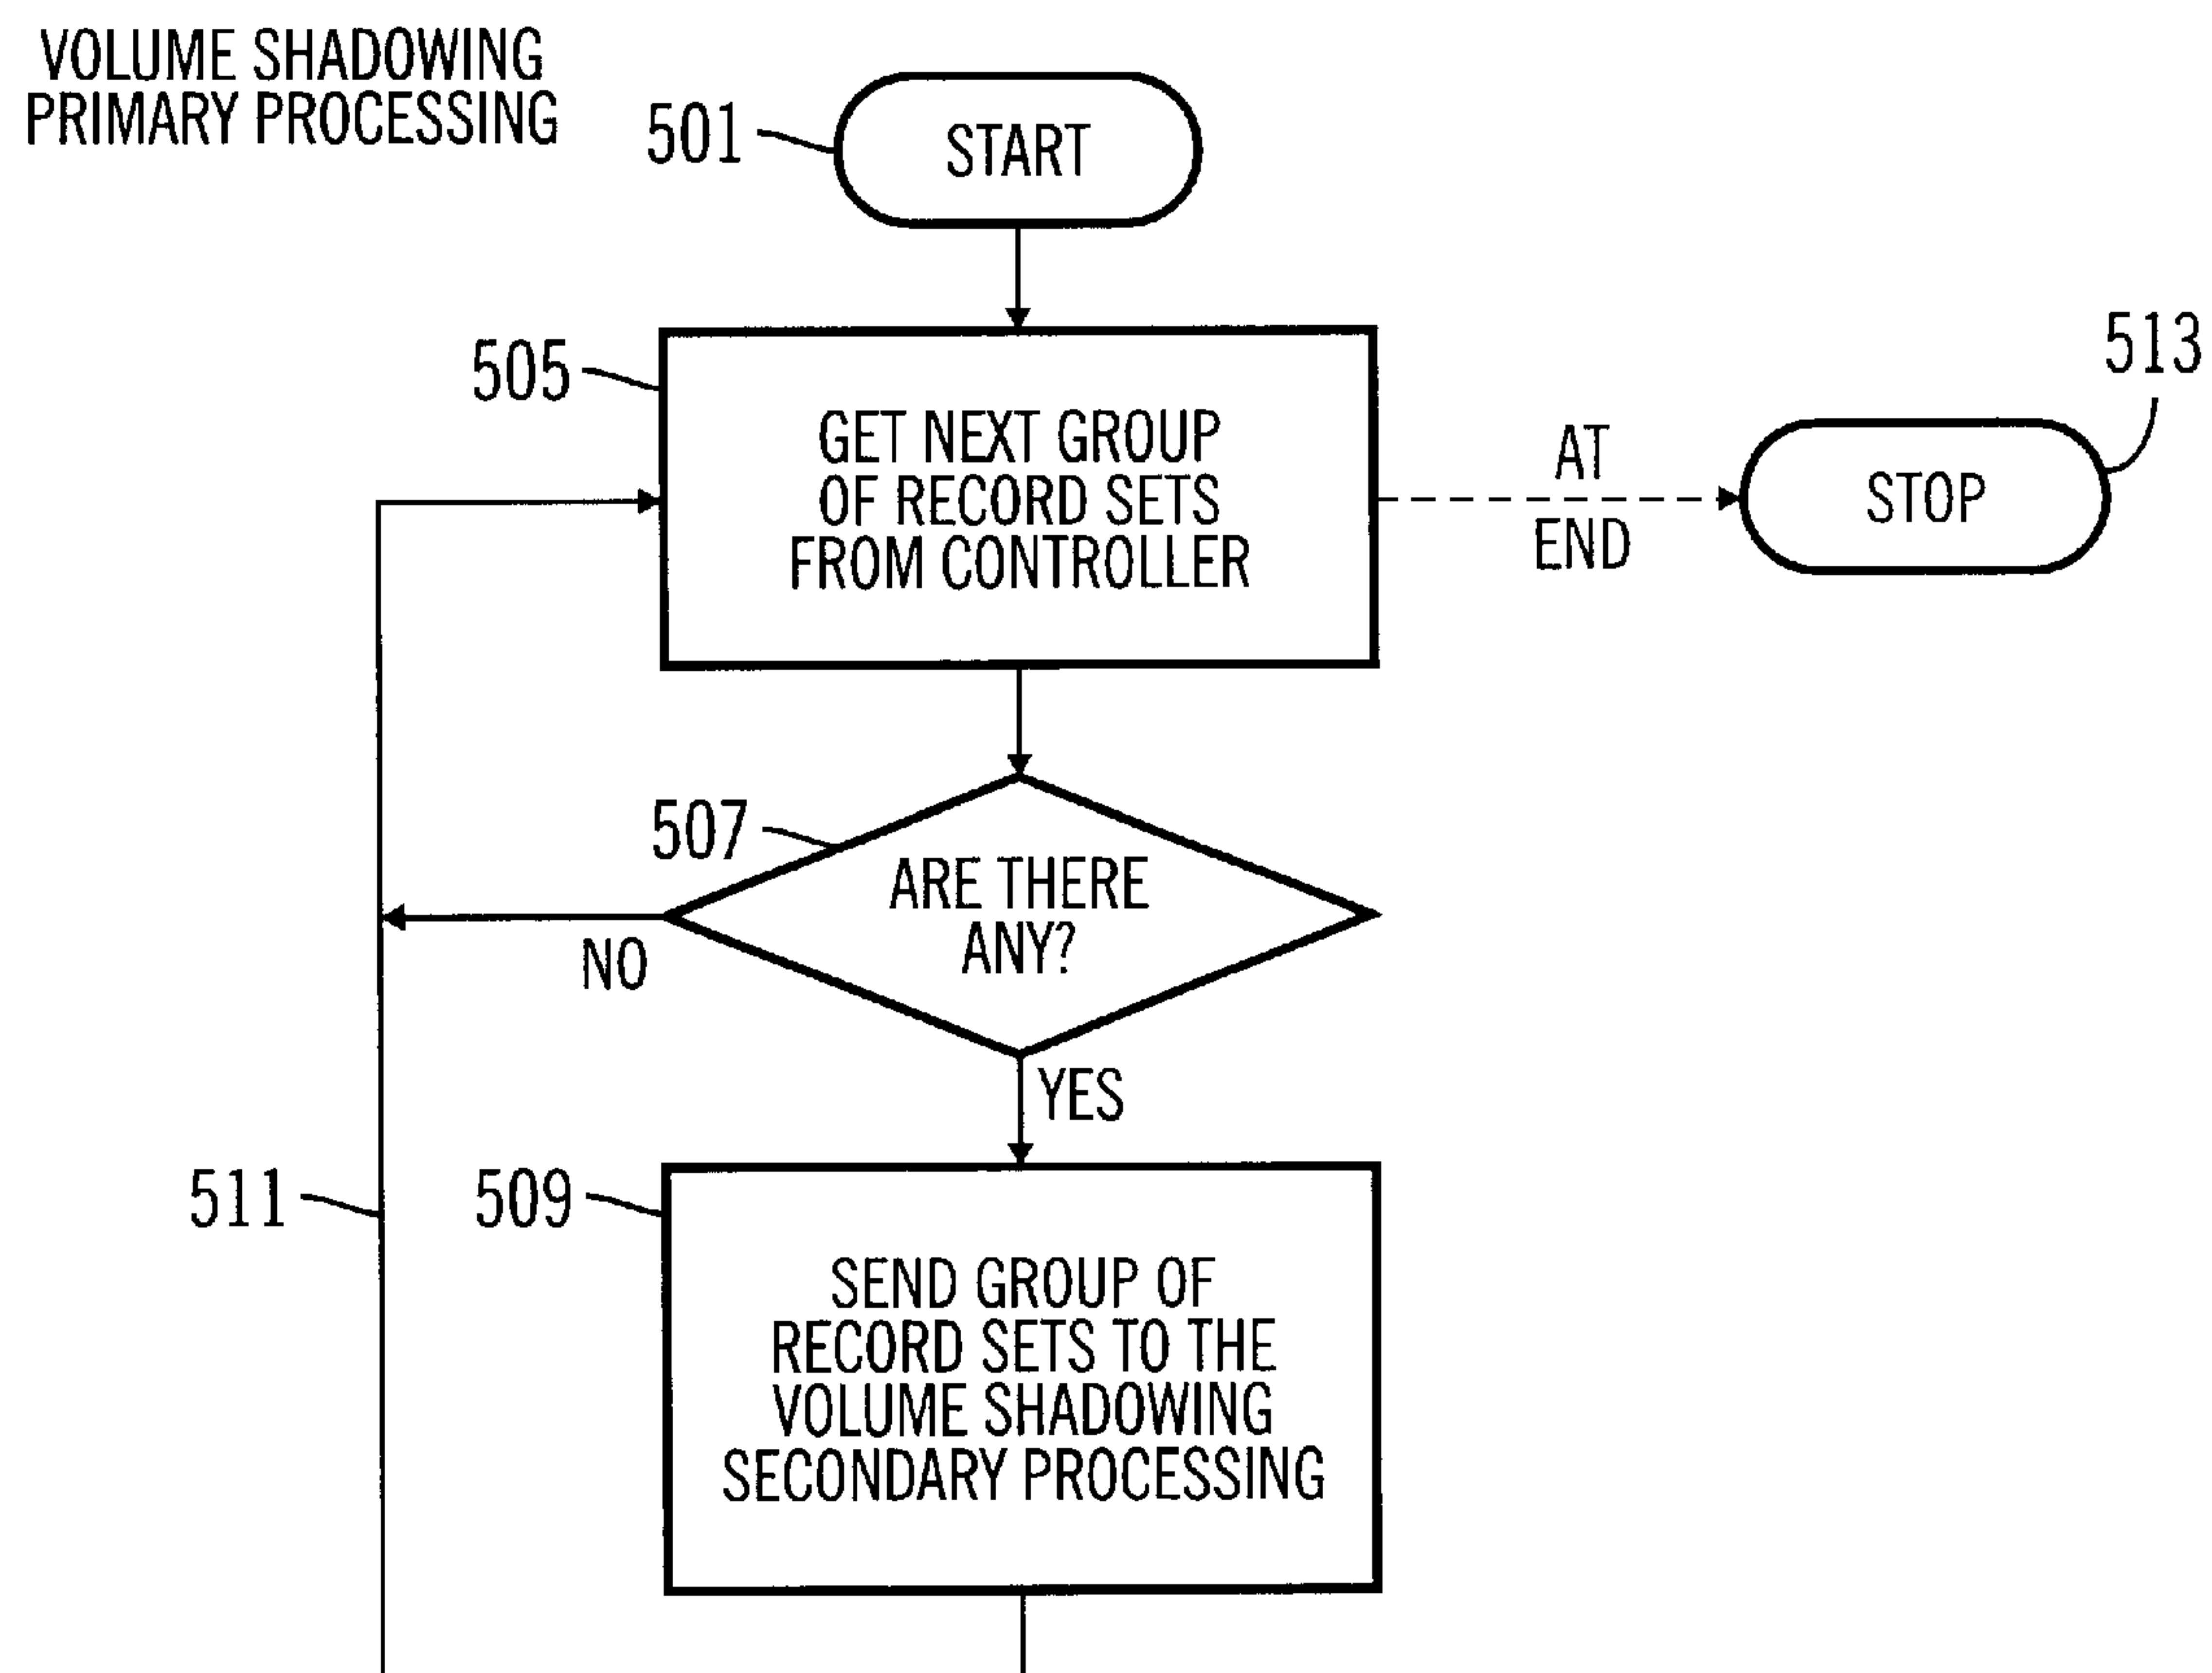 VOLUME SHADOWING
PRIMARY PROCESSING
501
START
505
GET NEXT GROUP
OF RECORD SETS
FROM CONTROLLER
AT
END
513
STOP
507
ARE THERE
ANY?
NO
YES
511
509
SEND GROUP OF
RECORD SETS TO THE
VOLUME SHADOWING
SECONDARY PROCESSING